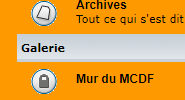 Archives
Tout ce qui s'est dit
Galerie
Mur du MCDF